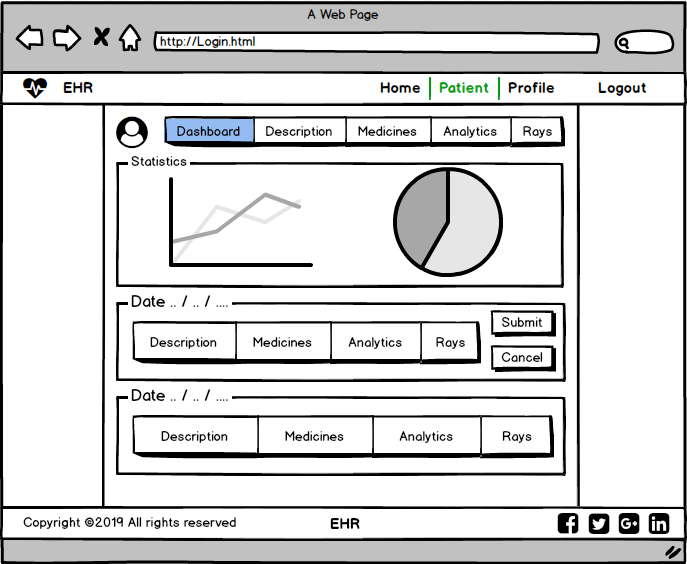 A Web Page
http://Login.html
EHR Home Patient Profile Logout
Dashboard Description Medicines Analytics Rays
Statistics
Date .. / .. / ....
Submit
Description Medicines Analytics Rays
Cancel
Date .. / .. / ....
Description Medicines Analytics Rays
Copyright ©2019 All rights reserved EHR f G+ in